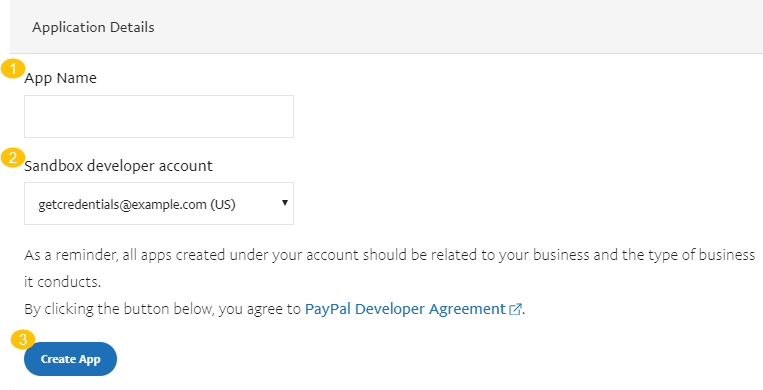 Application Details
1
App Name
2
Sandbox developer account
getcredentials@example.com (US)
As a reminder, all apps created under your account should be related to your business and the type of business
it conducts.
By clicking the button below, you agree to PayPal Developer Agreement.
3
Create App